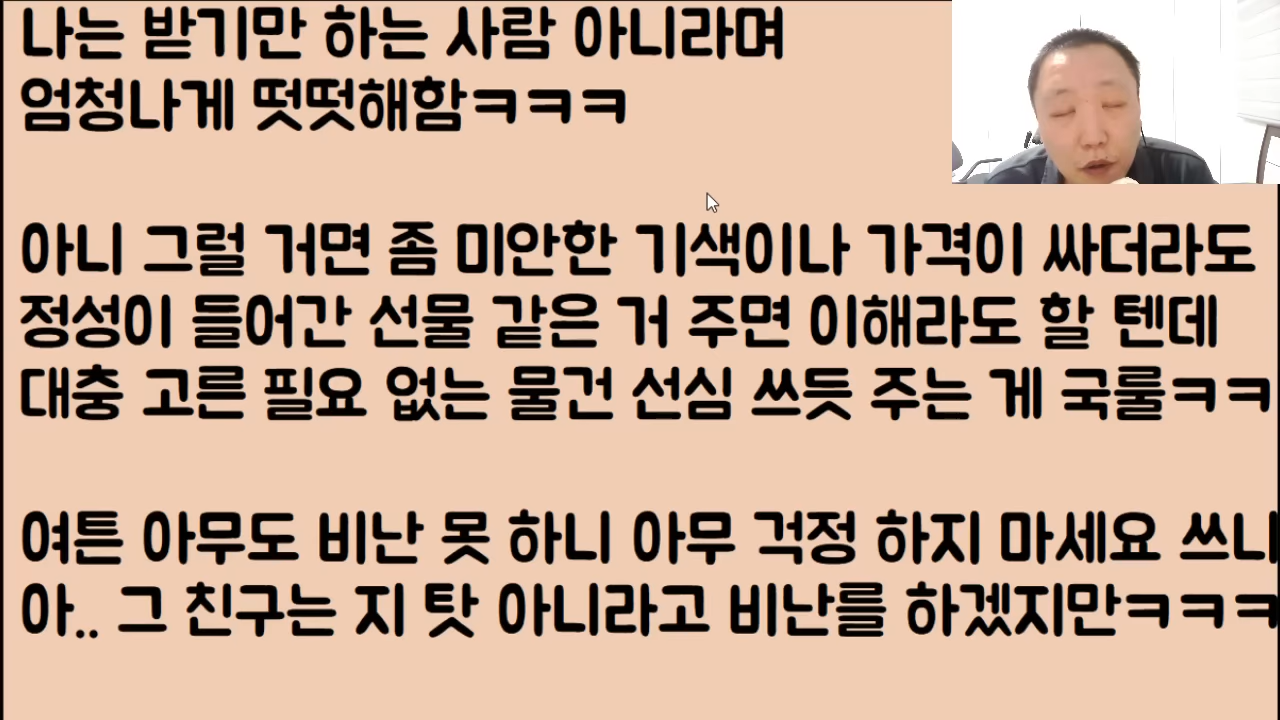 나는 받기만 하는 사람 아니라며
엄청나게 떳떳해함ㅋㅋㅋ
아니 그럴 거면 좀 미안한 기색이나 가격이 싸더라도
정성이 들어간 선물 같은 거 주면 이해라도 할 텐데
대충 고른 필요 없는 물건 선심 쓰듯 주는 게 국룰ㅋㅋ
여튼 아무도 비난 못 하니 아무 걱정 하지 마세요 쓰니
아.. 그 친구는 지 탓 아니라고 비난를 하겠지만ㅋㅋㅋ